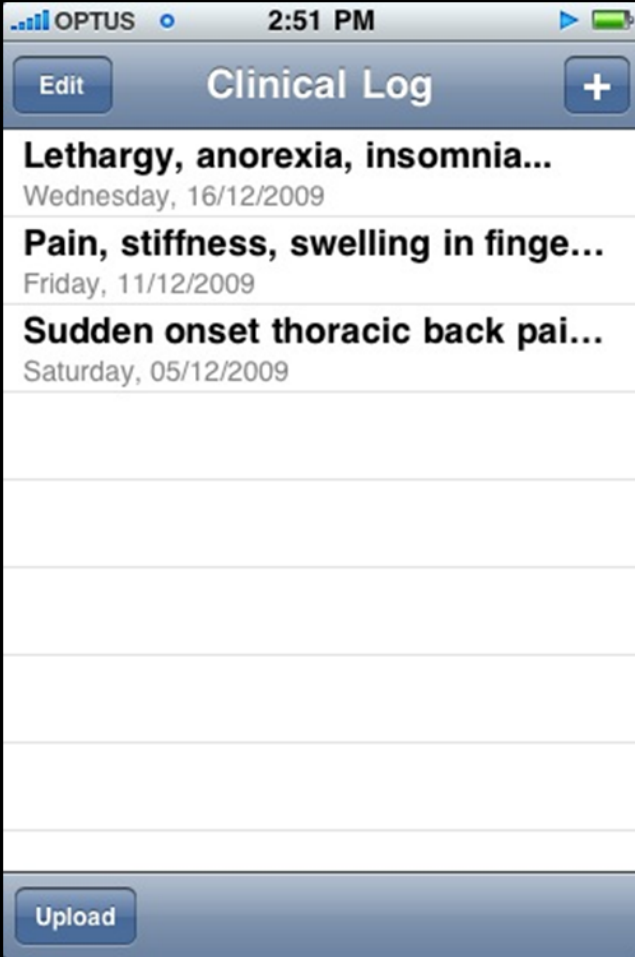 OPTUS 2:51 PM
Edit Clinical Log +
Lethargy, anorexia, insomnia...
Wednesday, 16/12/2009
Pain, stiffness, swelling in finge...
Friday, 11/12/2009
Sudden onset thoracic back pai...
Saturday, 05/12/2009
Upload